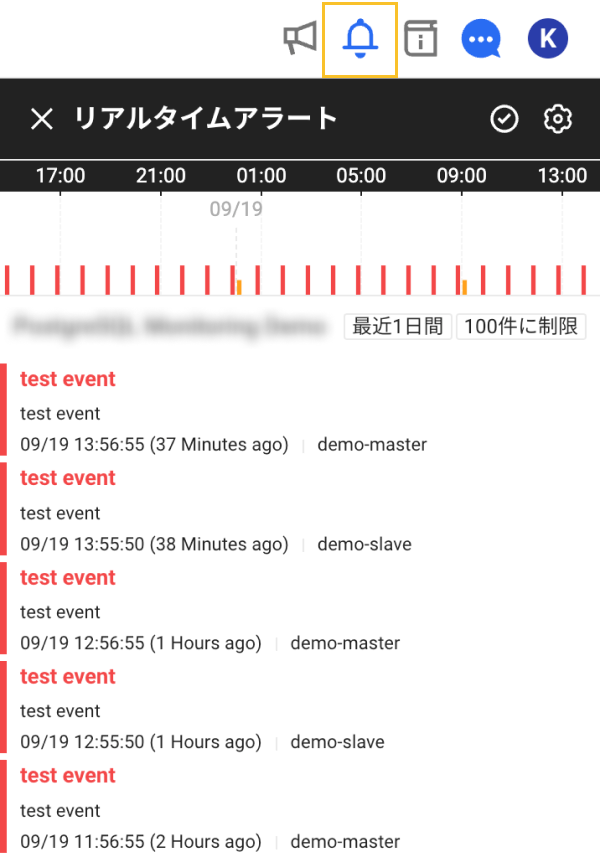 K
リアルタイムアラート
17:00 21:00 01:00 05:00 09:00 13:00
09/19
最近1日間 100件に制限
test event
test event
09/19 13:56:55 (37 Minutes ago) demo-master
test event
test event
09/19 13:55:50 (38 Minutes ago) demo-slave
test event
test event
09/19 12:56:55 (1 Hours ago) demo-master
test event
test event
09/19 12:55:50 (1 Hours ago) demo-slave
test event
test event
09/19 11:56:55 (2 Hours ago) demo-master